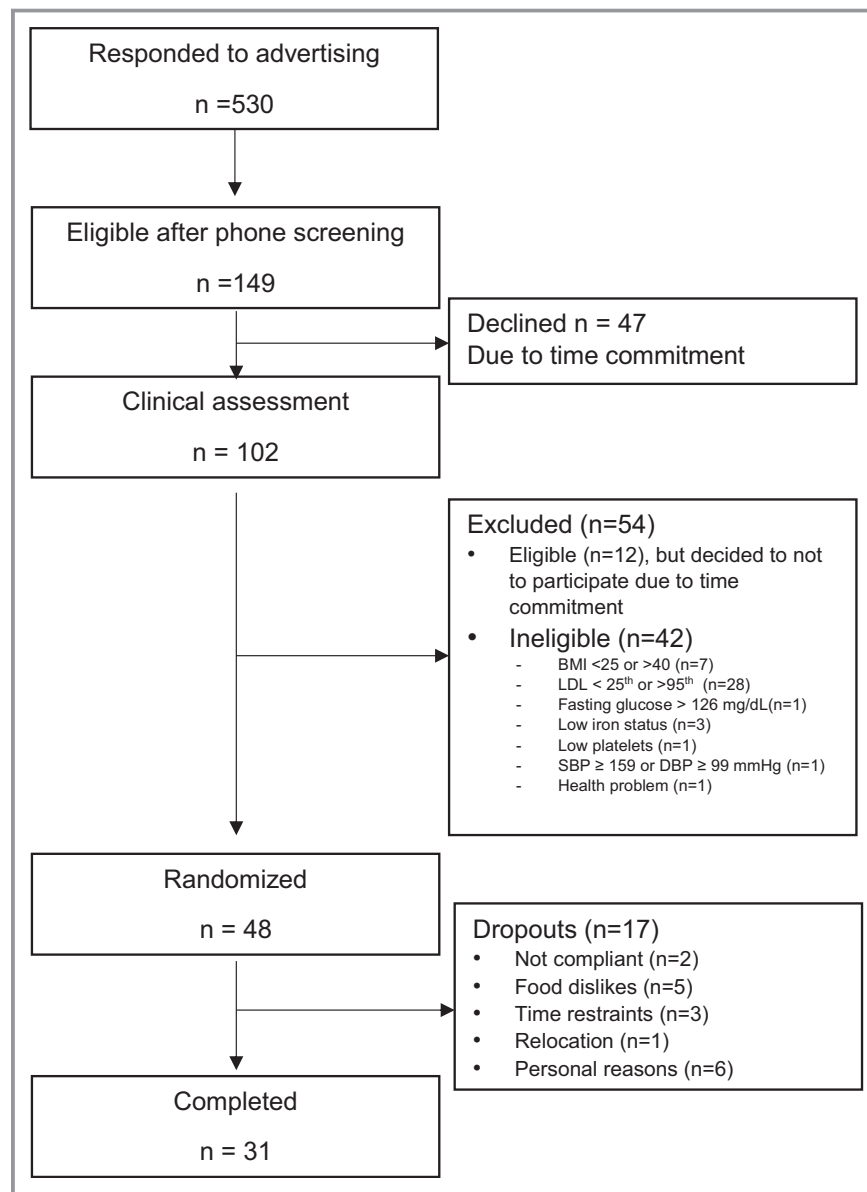 Responded to advertising
n =530
Eligible after phone screening
n =149
Declined n = 47
Due to time commitment
Clinical assessment
n = 102
Excluded (n=54)
• Eligible (n=12), but decided to not
to participate due to time
commitment
• Ineligible (n=42)
- BMI <25 or >40 (n=7)
- LDL < 25th or >95th (n=28)
- Fasting glucose > 126 mg/dL(n=1)
- Low iron status (n=3)
- Low platelets (n=1)
- SBP ≥ 159 or DBP ≥ 99 mmHg (n=1)
- Health problem (n=1)
Randomized
n = 48
Dropouts (n=17)
• Not compliant (n=2)
• Food dislikes (n=5)
• Time restraints (n=3)
• Relocation (n=1)
• Personal reasons (n=6)
Completed
n = 31